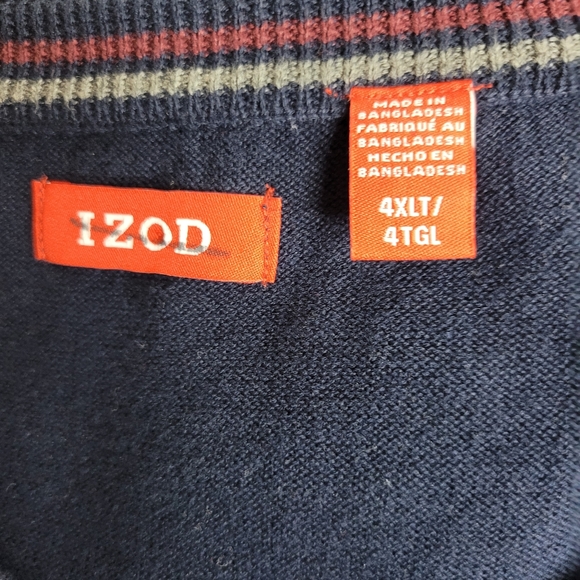 IZOD
MADE IN
BANGLADESH
FABRIQUÉ AU
BANGLADESH
HECHO EN
BANGLADESH
4XLT/
4TGL